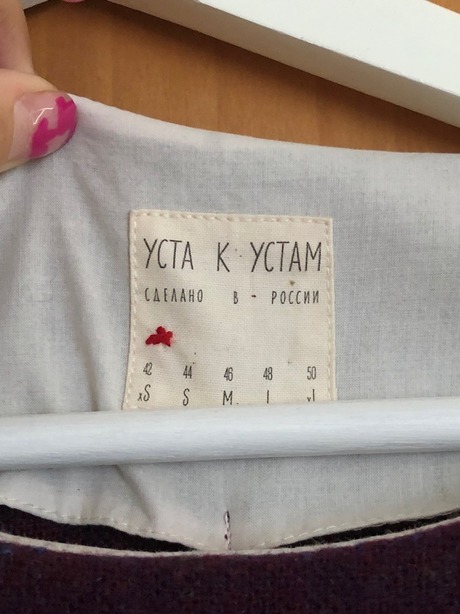 УСТА К УСТАМ
СДЕЛАНО В - РОССИИ
42 44 46 48 50
xS S M L xL